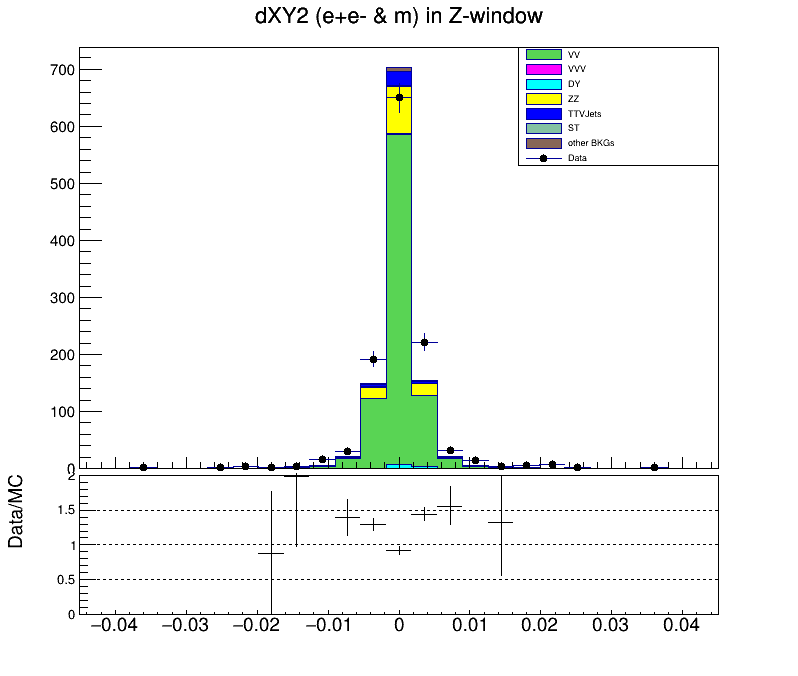 dXY2 (e+e- & m) in Z-window
VV
VVV
DY
ZZ
TTVJets
ST
other BKGs
Data
700
600
500
400
300
200
100
0
Data/MC
2
1.5
1
0.5
0
−0.04 −0.03 −0.02 −0.01 0 0.01 0.02 0.03 0.04